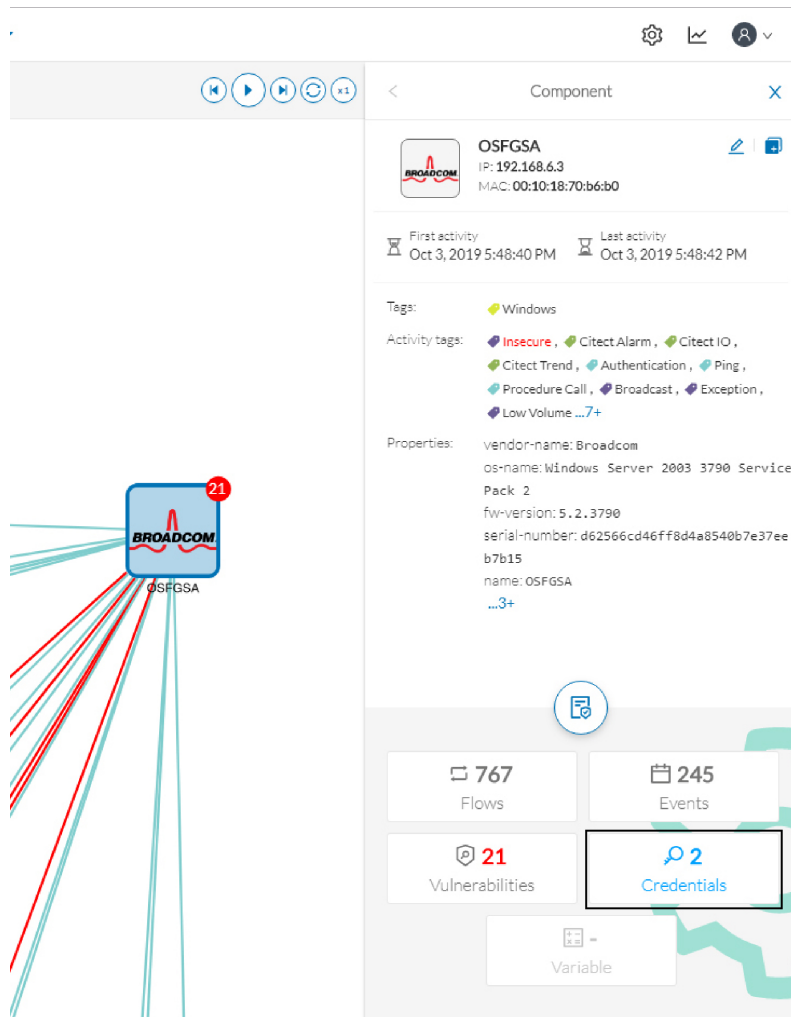 x1
Component
BROADCOM
OSFGSA
IP: 192.168.6.3
MAC: 00:10:18:70:b6:b0
First activity
Oct 3, 2019 5:48:40 PM
Last activity
Oct 3, 2019 5:48:42 PM
Tags:
Windows
Activity tags:
Insecure , Citect Alarm , Citect IO ,
Citect Trend , Authentication , Ping ,
Procedure Call , Broadcast , Exception ,
Low Volume ...7+
Properties:
vendor-name: Broadcom
os-name: Windows Server 2003 3790 Service
Pack 2
fw-version: 5.2.3790
serial-number: d62566cd46ff8d4a8540b7e37ee
b7b15
name: OSFGSA
...3+
21
BROADCOM
OSFGSA
767
Flows
245
Events
21
Vulnerabilities
2
Credentials
-
Variable